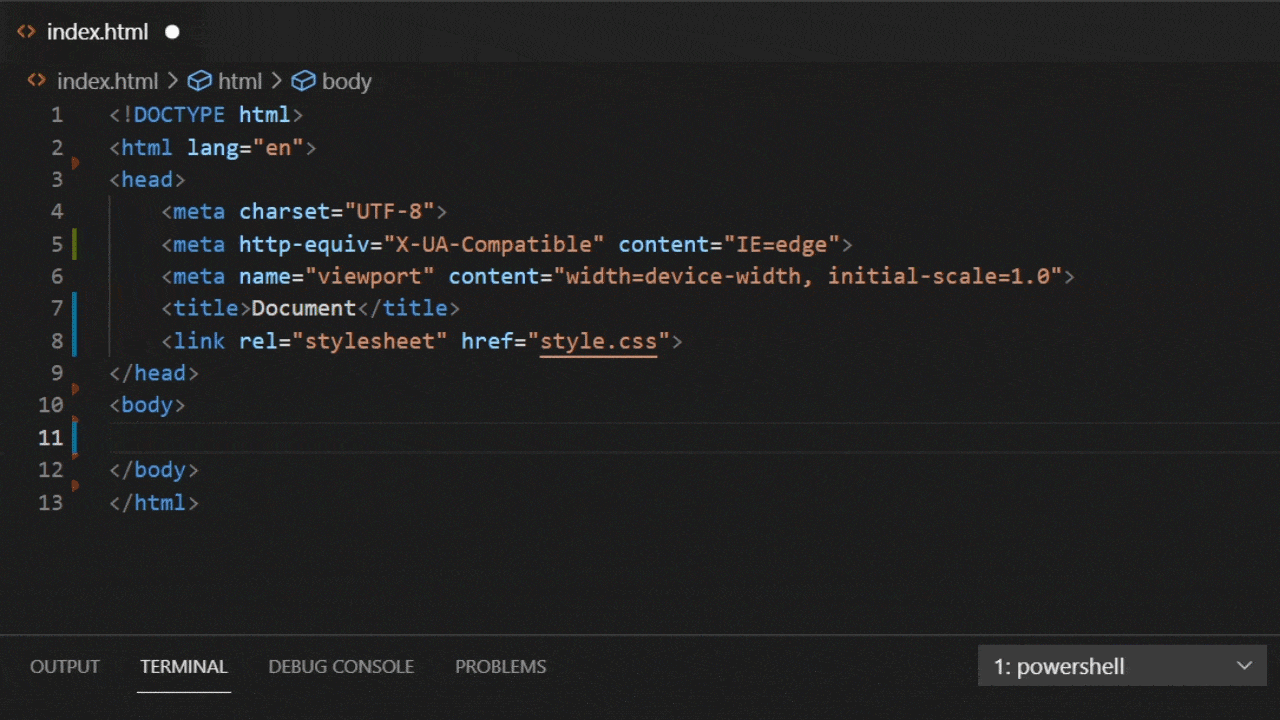 index.html
index.html > html > body
1 <!DOCTYPE html>
2 <html lang="en">
3 <head>
4     <meta charset="UTF-8">
5     <meta http-equiv="X-UA-Compatible" content="IE=edge">
6     <meta name="viewport" content="width=device-width, initial-scale=1.0">
7     <title>Document</title>
8     <link rel="stylesheet" href="style.css">
9 </head>
10 <body>
11
12 </body>
13 </html>
OUTPUT TERMINAL DEBUG CONSOLE PROBLEMS 1: powershell